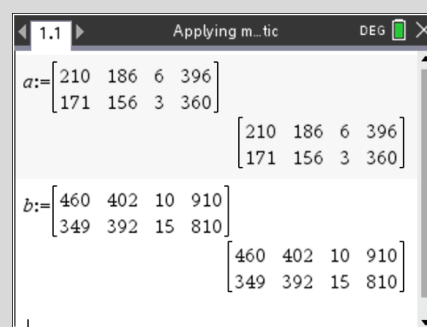 1.1 Applying m...tic DEG
a:=[210 186 6 396
171 156 3 360]
[210 186 6 396
171 156 3 360]
b:=[460 402 10 910
349 392 15 810]
[460 402 10 910
349 392 15 810]